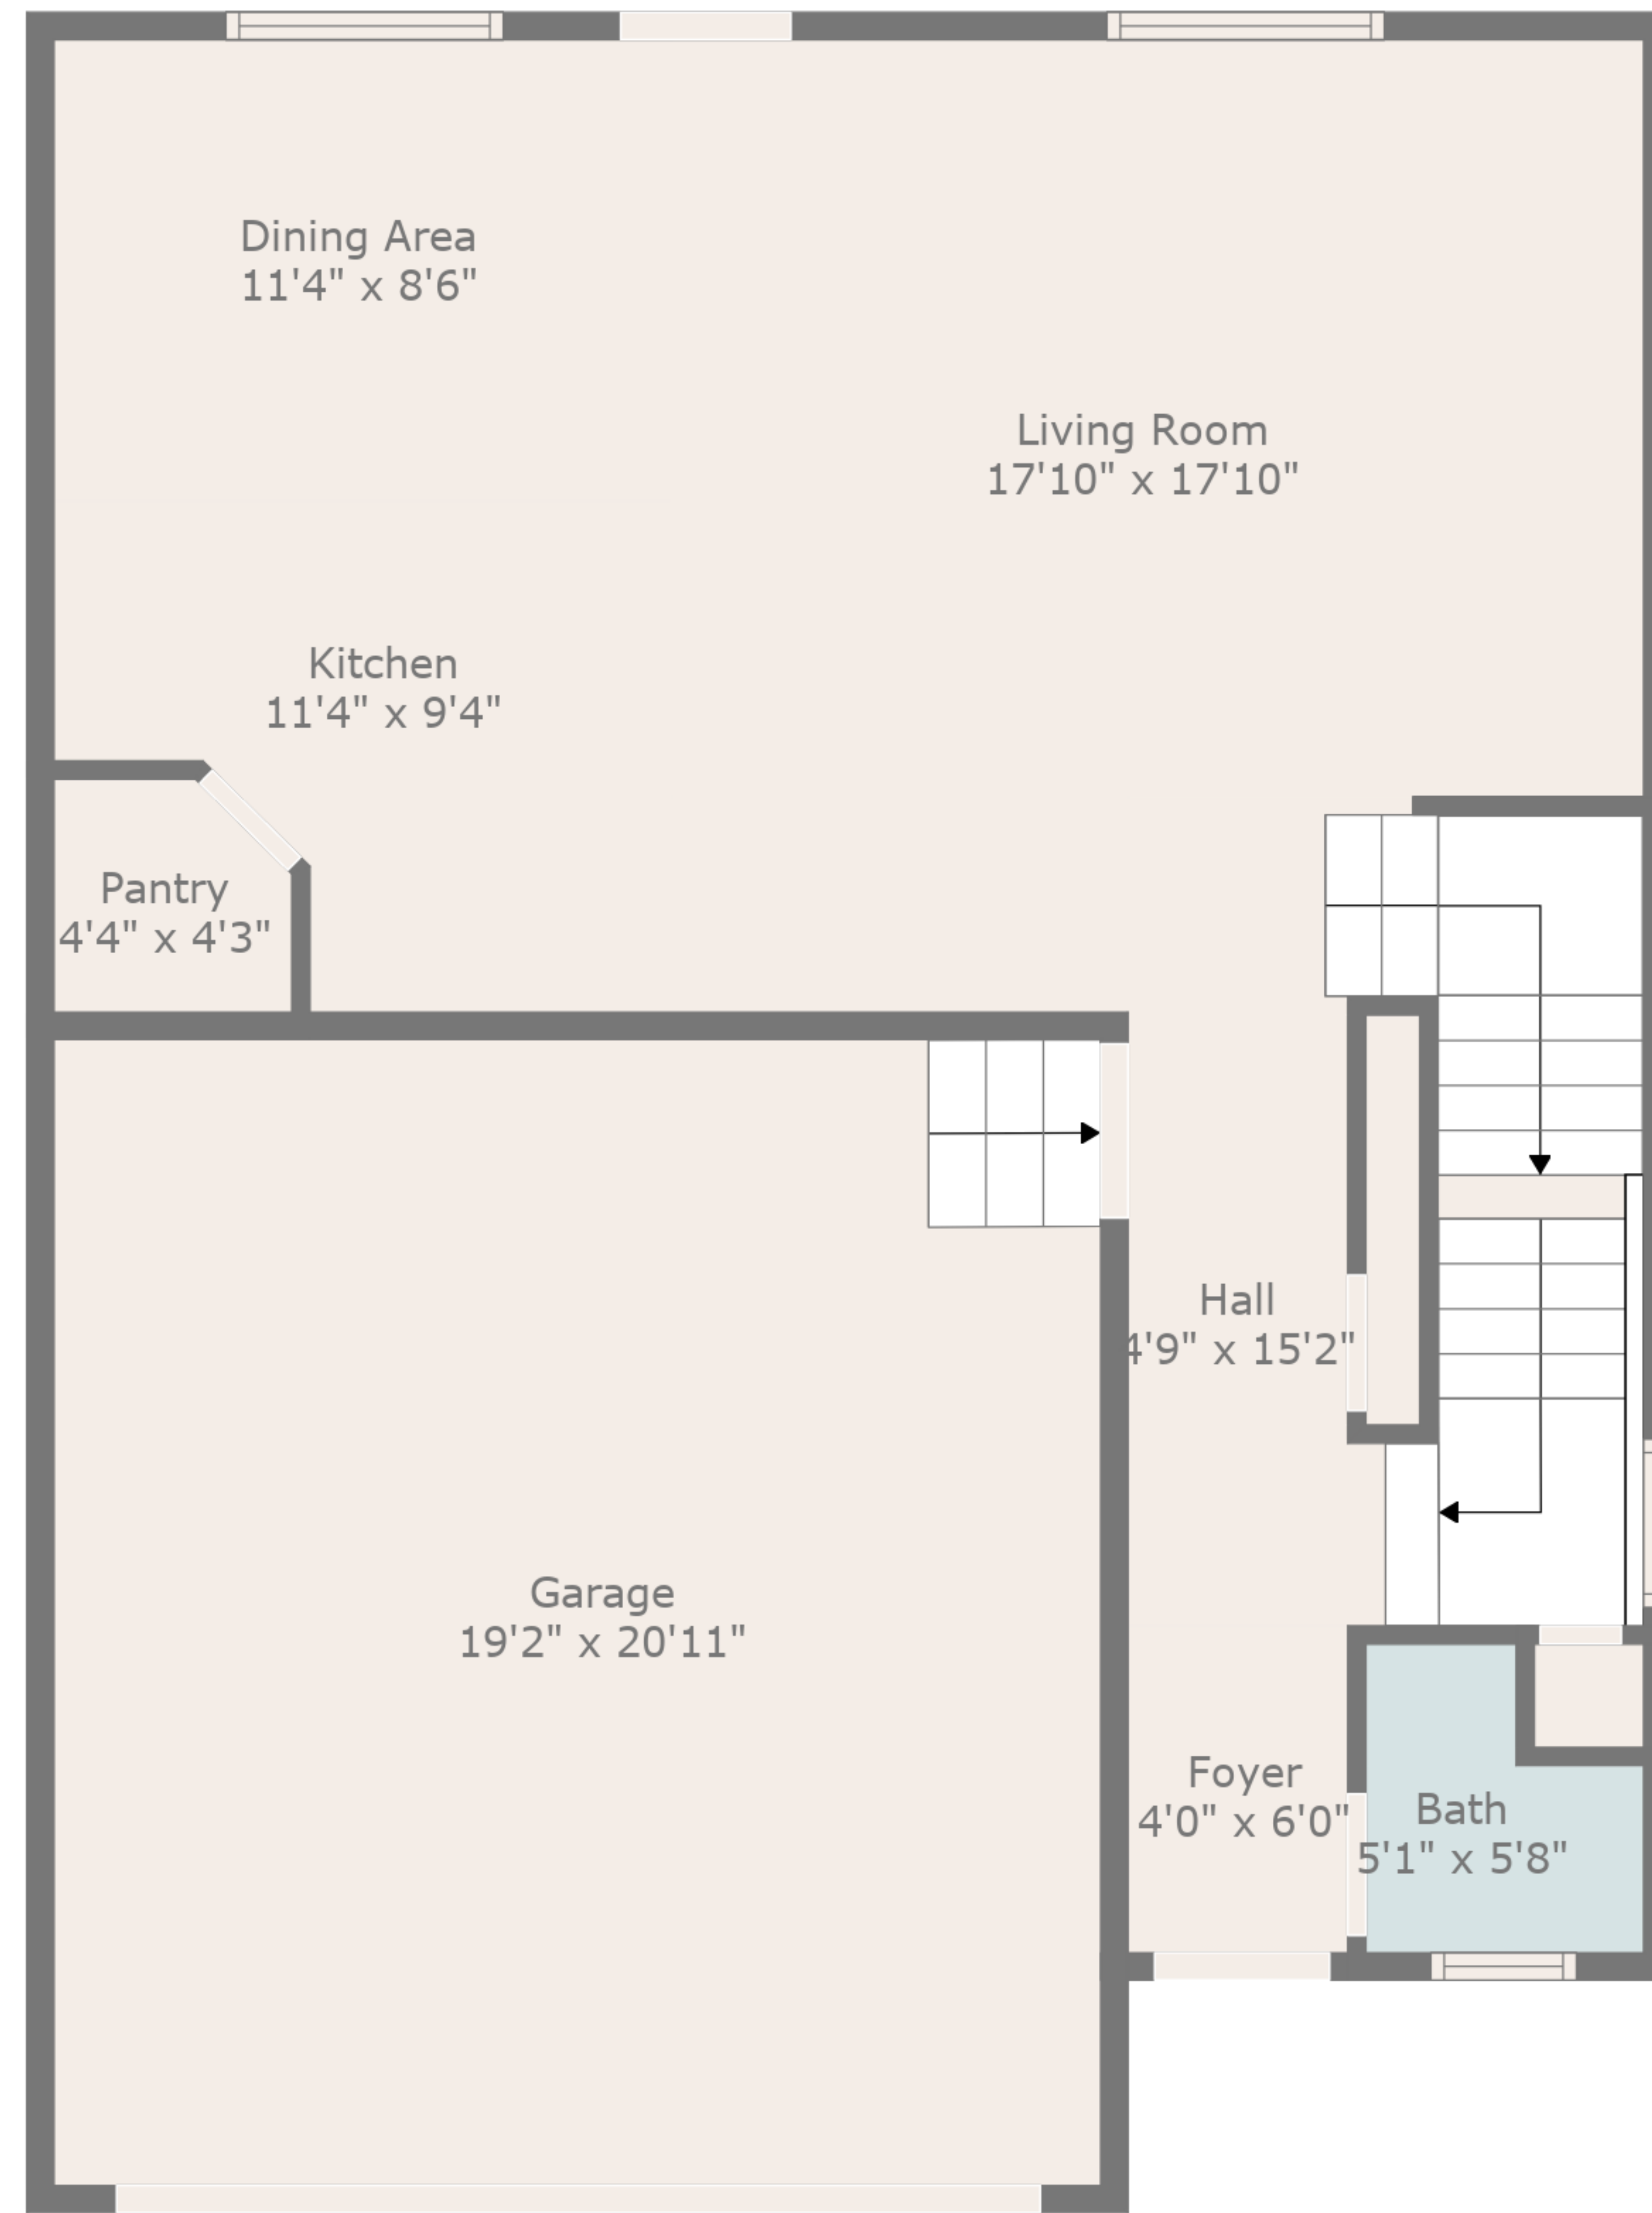 Dining Area
11'4" x 8'6"
Living Room
17'10" x 17'10"
Kitchen
11'4" x 9'4"
Pantry
4'4" x 4'3"
Hall
4'9" x 15'2"
Garage
19'2" x 20'11"
Foyer
4'0" x 6'0"
Bath
5'1" x 5'8"